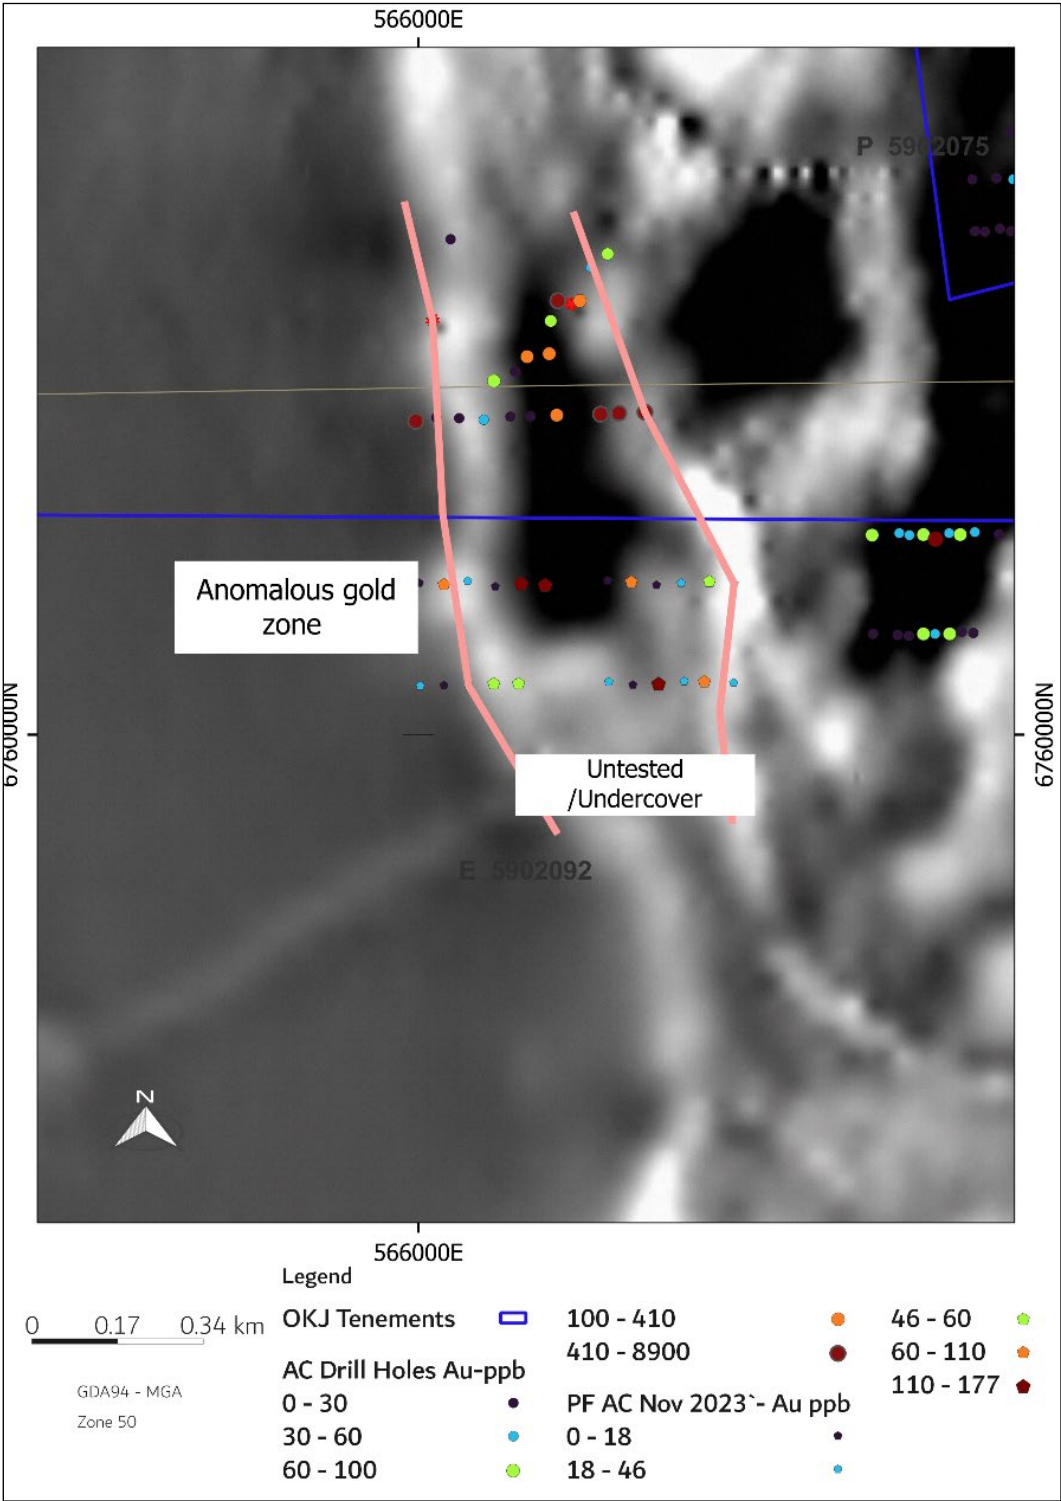 566000E
P 5902075
Anomalous gold
zone
6760000N
6760000N
Untested
/Undercover
E 5902092
N
566000E
Legend
0 0.17 0.34 km
GDA94 - MGA
Zone 50
OKJ Tenements
AC Drill Holes Au-ppb
0 - 30
30 - 60
60 - 100
100 - 410
410 - 8900
PF AC Nov 2023`- Au ppb
0 - 18
18 - 46
46 - 60
60 - 110
110 - 177